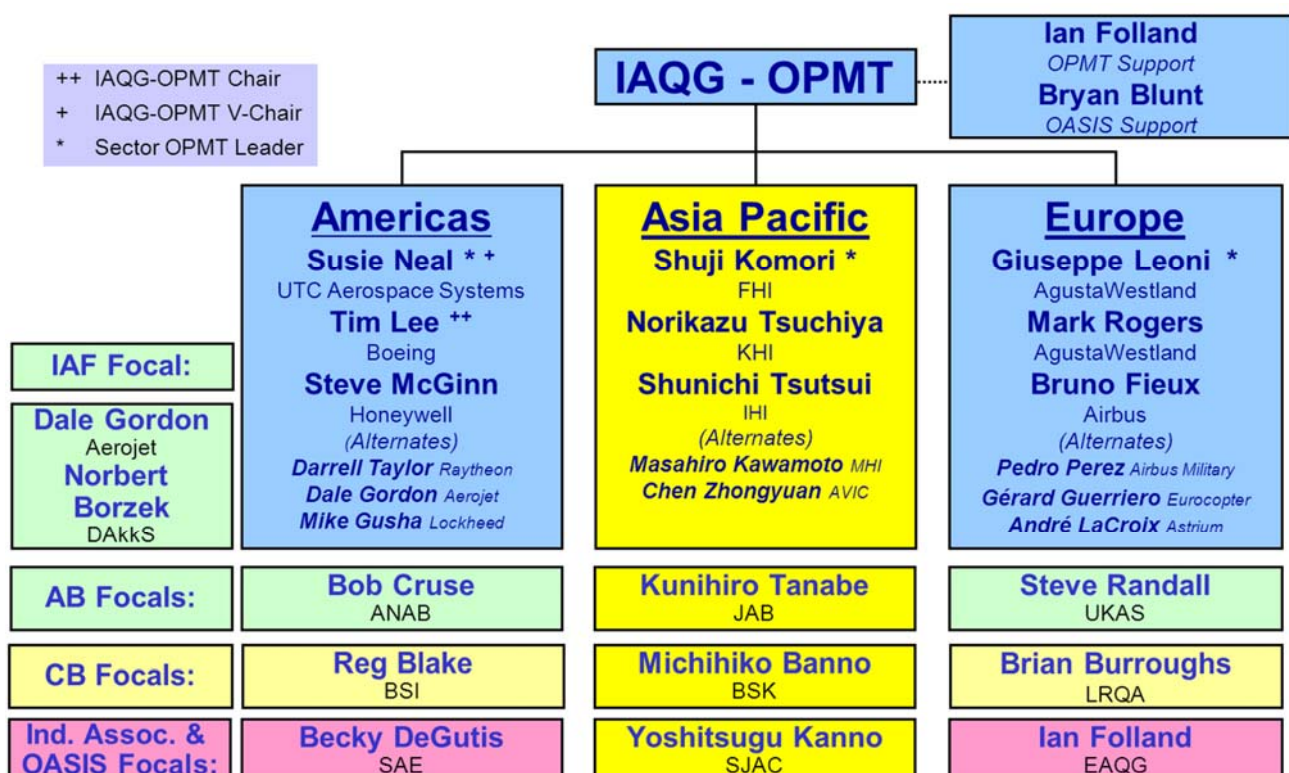 ++ IAQG-OPMT Chair
+ IAQG-OPMT V-Chair
* Sector OPMT Leader
IAQG - OPMT
Ian Folland
OPMT Support
Bryan Blunt
OASIS Support
Americas
Susie Neal * +
UTC Aerospace Systems
Tim Lee ++
Boeing
Steve McGinn
Honeywell
(Alternates)
Darrell Taylor Raytheon
Dale Gordon Aerojet
Mike Gusha Lockheed
Asia Pacific
Shuji Komori *
FHI
Norikazu Tsuchiya
KHI
Shunichi Tsutsui
IHI
(Alternates)
Masahiro Kawamoto MHI
Chen Zhongyuan AVIC
Europe
Giuseppe Leoni *
AgustaWestland
Mark Rogers
AgustaWestland
Bruno Fieux
Airbus
(Alternates)
Pedro Perez Airbus Military
Gérard Guerriero Eurocopter
André LaCroix Astrium
IAF Focal:
Dale Gordon
Aerojet
Norbert
Borzek
DAkkS
AB Focals:
Bob Cruse
ANAB
Kunihiro Tanabe
JAB
Steve Randall
UKAS
CB Focals:
Reg Blake
BSI
Michihiko Banno
BSK
Brian Burroughs
LRQA
Ind. Assoc. &
OASIS Focals:
Becky DeGutis
SAE
Yoshitsugu Kanno
SJAC
Ian Folland
EAQG